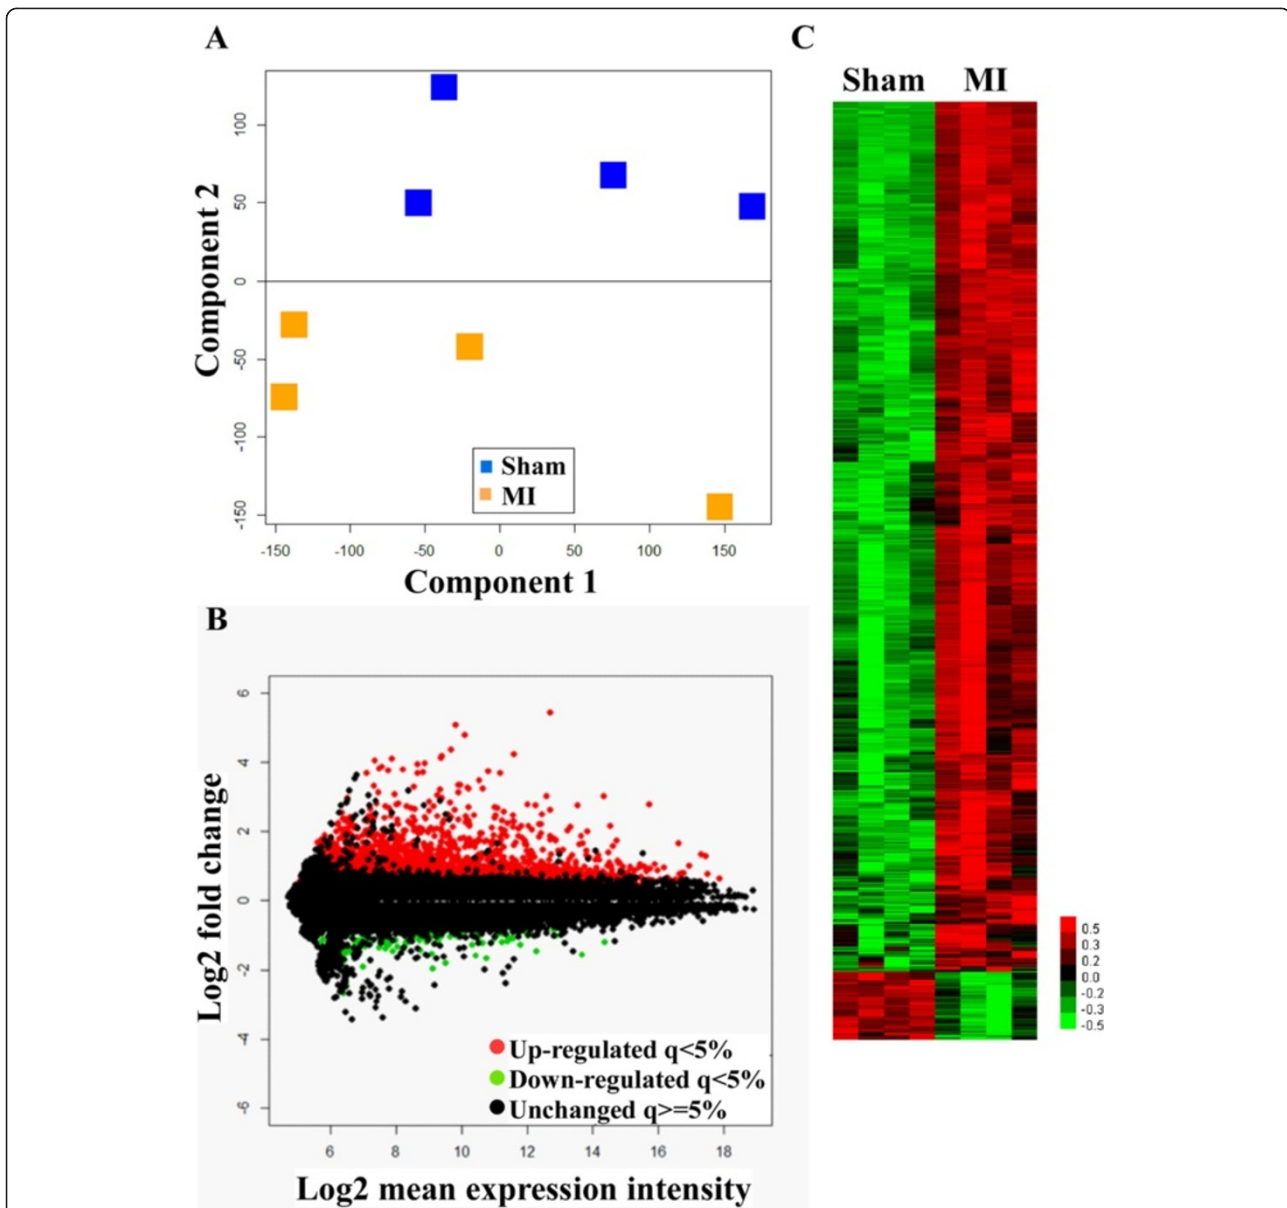 A
Component 2
100
50
0
-50
-100
-150
Sham
MI
-150 -100 -50 0 50 100 150
Component 1
B
Log2 fold change
6
4
2
0
-2
-4
-6
Up-regulated q<5%
Down-regulated q<5%
Unchanged q>=5%
6 8 10 12 14 16 18
Log2 mean expression intensity
C
Sham MI
0.5
0.3
0.2
0.0
-0.2
-0.3
-0.5